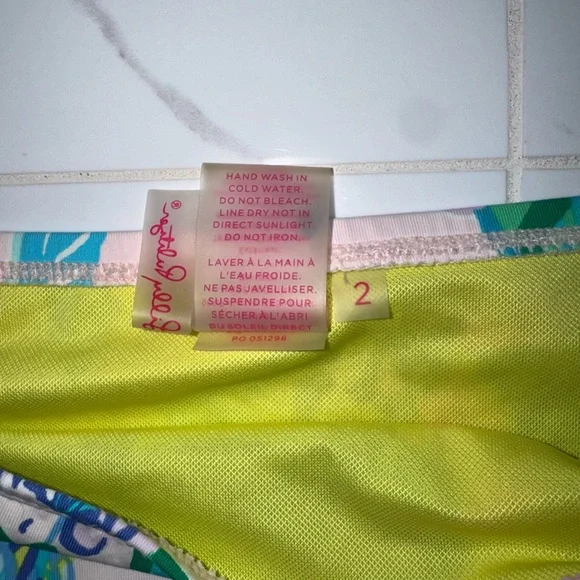 HAND WASH IN
COLD WATER.
DO NOT BLEACH.
LINE DRY NOT IN
DIRECT SUNLIGHT.
DO NOT IRON.
LAVER À LA MAIN À
L'EAU FROIDE.
NE PAS JAVELLISER.
SUSPENDRE POUR
SÉCHER À L'ABRI
DU SOLEIL DIRECT
PO 051296
2